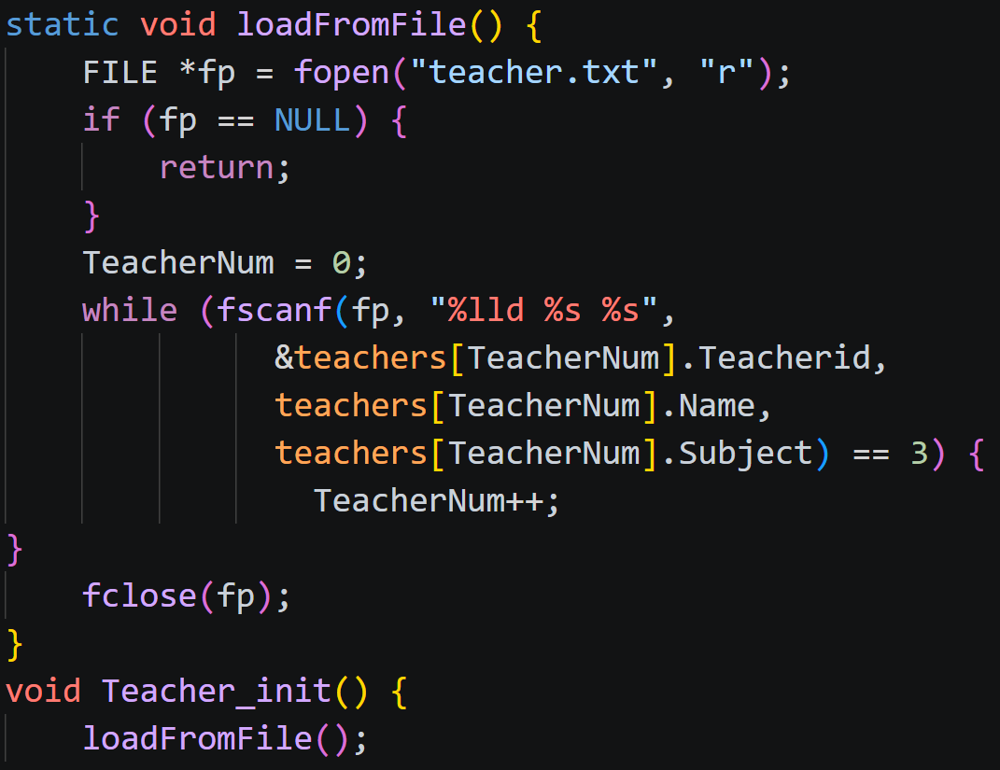 static void loadFromFile() {
    FILE *fp = fopen("teacher.txt", "r");
    if (fp == NULL) {
        return;
    }
    TeacherNum = 0;
    while (fscanf(fp, "%lld %s %s",
              &teachers[TeacherNum].Teacherid,
              teachers[TeacherNum].Name,
              teachers[TeacherNum].Subject) == 3) {
                TeacherNum++;
}
    fclose(fp);
}
void Teacher_init() {
    loadFromFile();